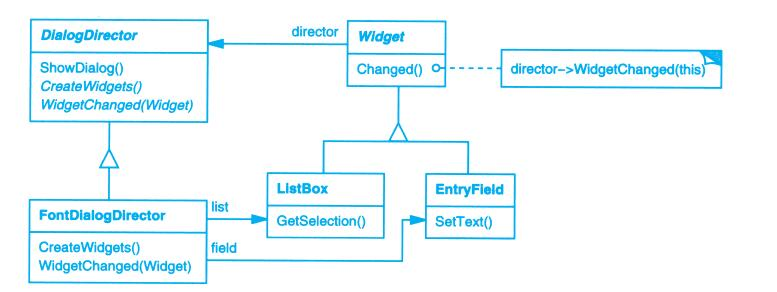 DialogDirector
ShowDialog()
CreateWidgets()
WidgetChanged(Widget)
director
Widget
Changed()
director–>WidgetChanged(this)
FontDialogDirector
CreateWidgets()
WidgetChanged(Widget)
list
field
ListBox
GetSelection()
EntryField
SetText()